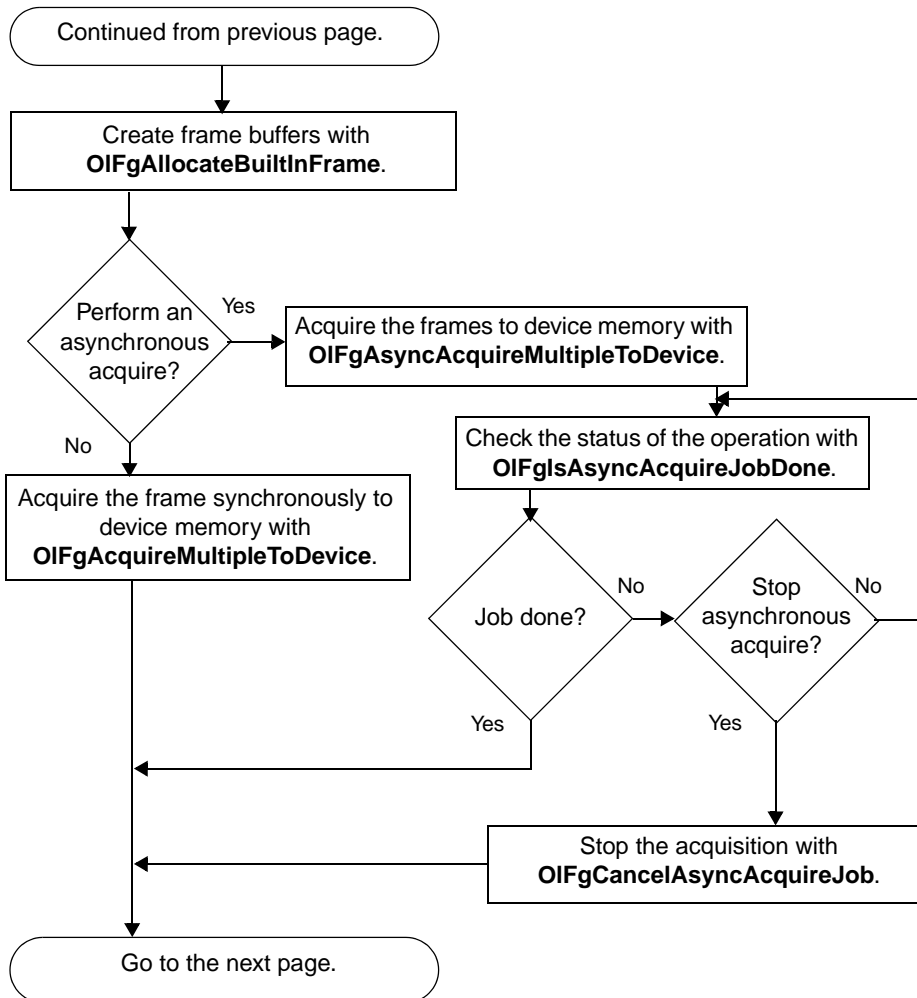 Continued from previous page.
Create frame buffers with
OlFgAllocateBuiltInFrame.
Perform an
asynchronous
acquire?
Yes
No
Acquire the frames to device memory with
OlFgAsyncAcquireMultipleToDevice.
Check the status of the operation with
OlFgIsAsyncAcquireJobDone.
Acquire the frame synchronously to
device memory with
OlFgAcquireMultipleToDevice.
Job done?
No
Yes
Stop
asynchronous
acquire?
No
Yes
Stop the acquisition with
OlFgCancelAsyncAcquireJob.
Go to the next page.